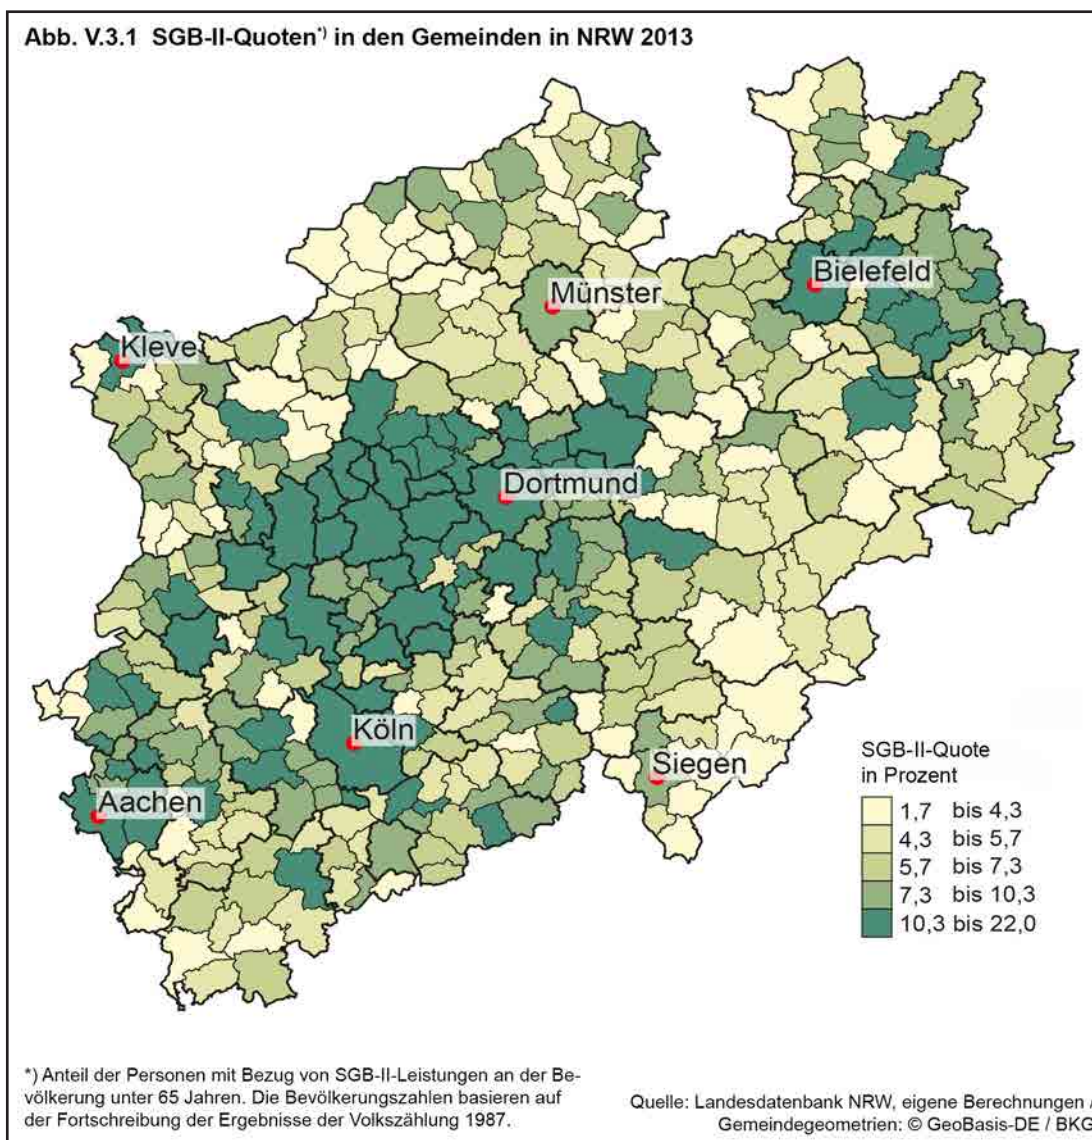 Abb. V.3.1 SGB-II-Quoten*) in den Gemeinden in NRW 2013
Bielefeld
Münster
Kleve
Dortmund
Köln
Siegen
Aachen
SGB-II-Quote
in Prozent
1,7 bis 4,3
4,3 bis 5,7
5,7 bis 7,3
7,3 bis 10,3
10,3 bis 22,0
*) Anteil der Personen mit Bezug von SGB-II-Leistungen an der Be-
völkerung unter 65 Jahren. Die Bevölkerungszahlen basieren auf
der Fortschreibung der Ergebnisse der Volkszählung 1987.
Quelle: Landesdatenbank NRW, eigene Berechnungen /
Gemeindegeometrien: © GeoBasis-DE / BKG